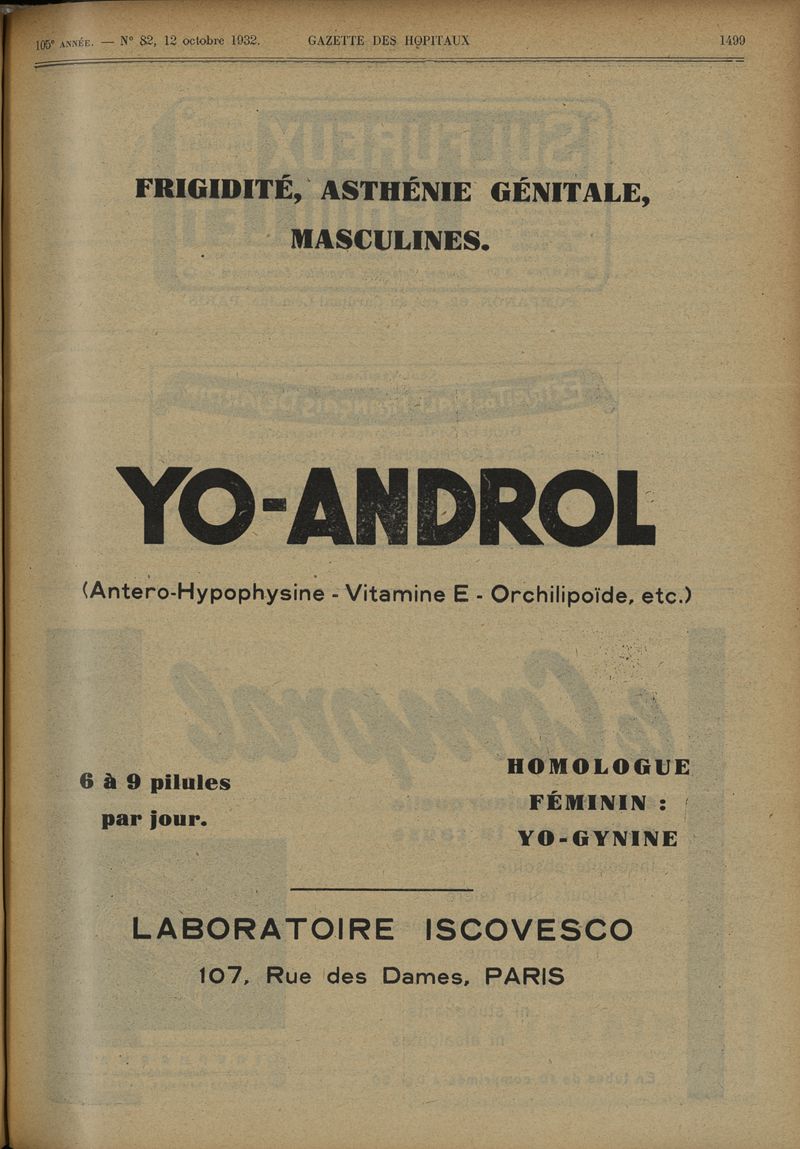 105e ANNÉE. — N° 82, 12 octobre 1932. GAZETTE DES HOPITAUX 1499
FRIGIDITÉ, ASTHÉNIE GÉNITALE,
MASCULINES.
YO-ANDROL
(Antero-Hypophysine - Vitamine E - Orchilipoïde, etc.)
6 à 9 pilules
par jour.
HOMOLOGUE
FÉMININ :
YO-GYNINE
LABORATOIRE ISCOVESCO
107, Rue des Dames, PARIS